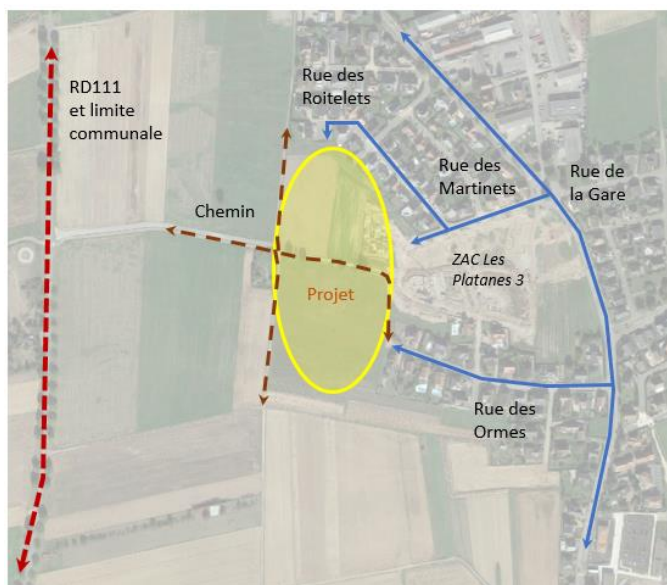 RD111
et limite
communale
Rue des
Roitelets
Rue des
Martinets
Rue de
la Gare
Chemin
ZAC Les
Platanes 3
Projet
Rue des
Ormes